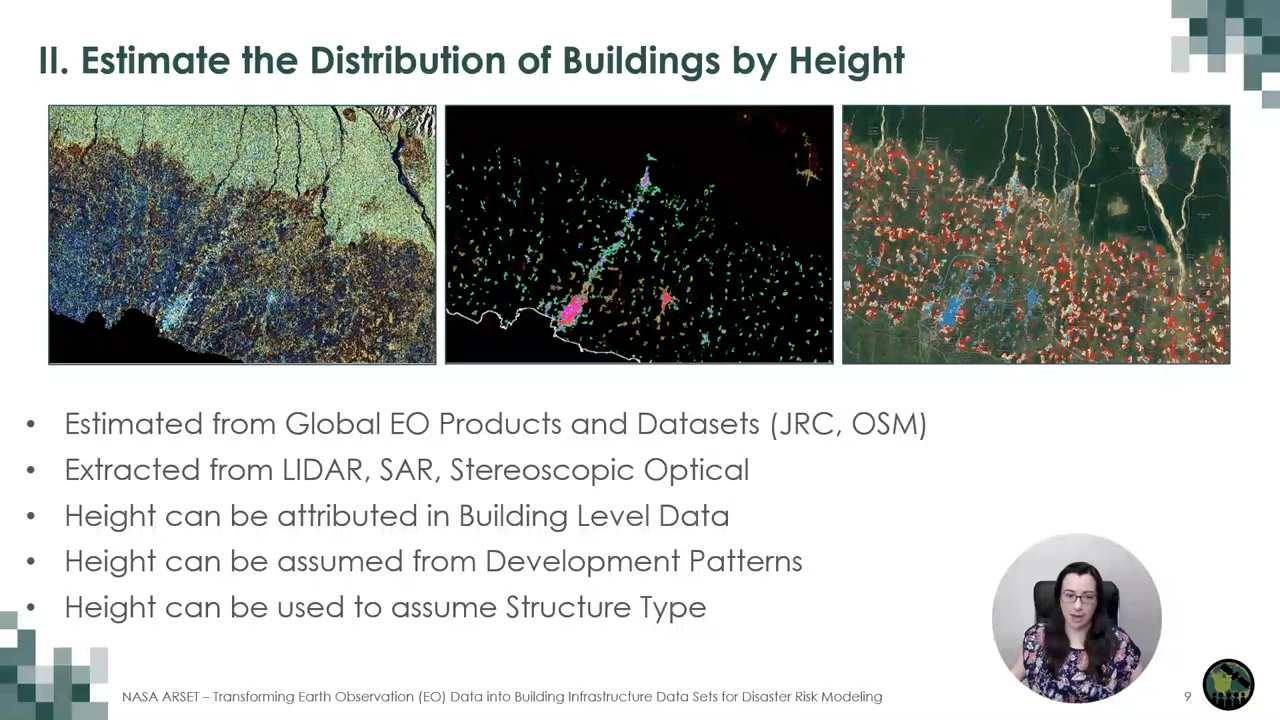 II. Estimate the Distribution of Buildings by Height
• Estimated from Global EO Products and Datasets (JRC, OSM)
• Extracted from LIDAR, SAR, Stereoscopic Optical
• Height can be attributed in Building Level Data
• Height can be assumed from Development Patterns
• Height can be used to assume Structure Type
NASA ARSET – Transforming Earth Observation (EO) Data into Building Infrastructure Data Sets for Disaster Risk Modeling
9